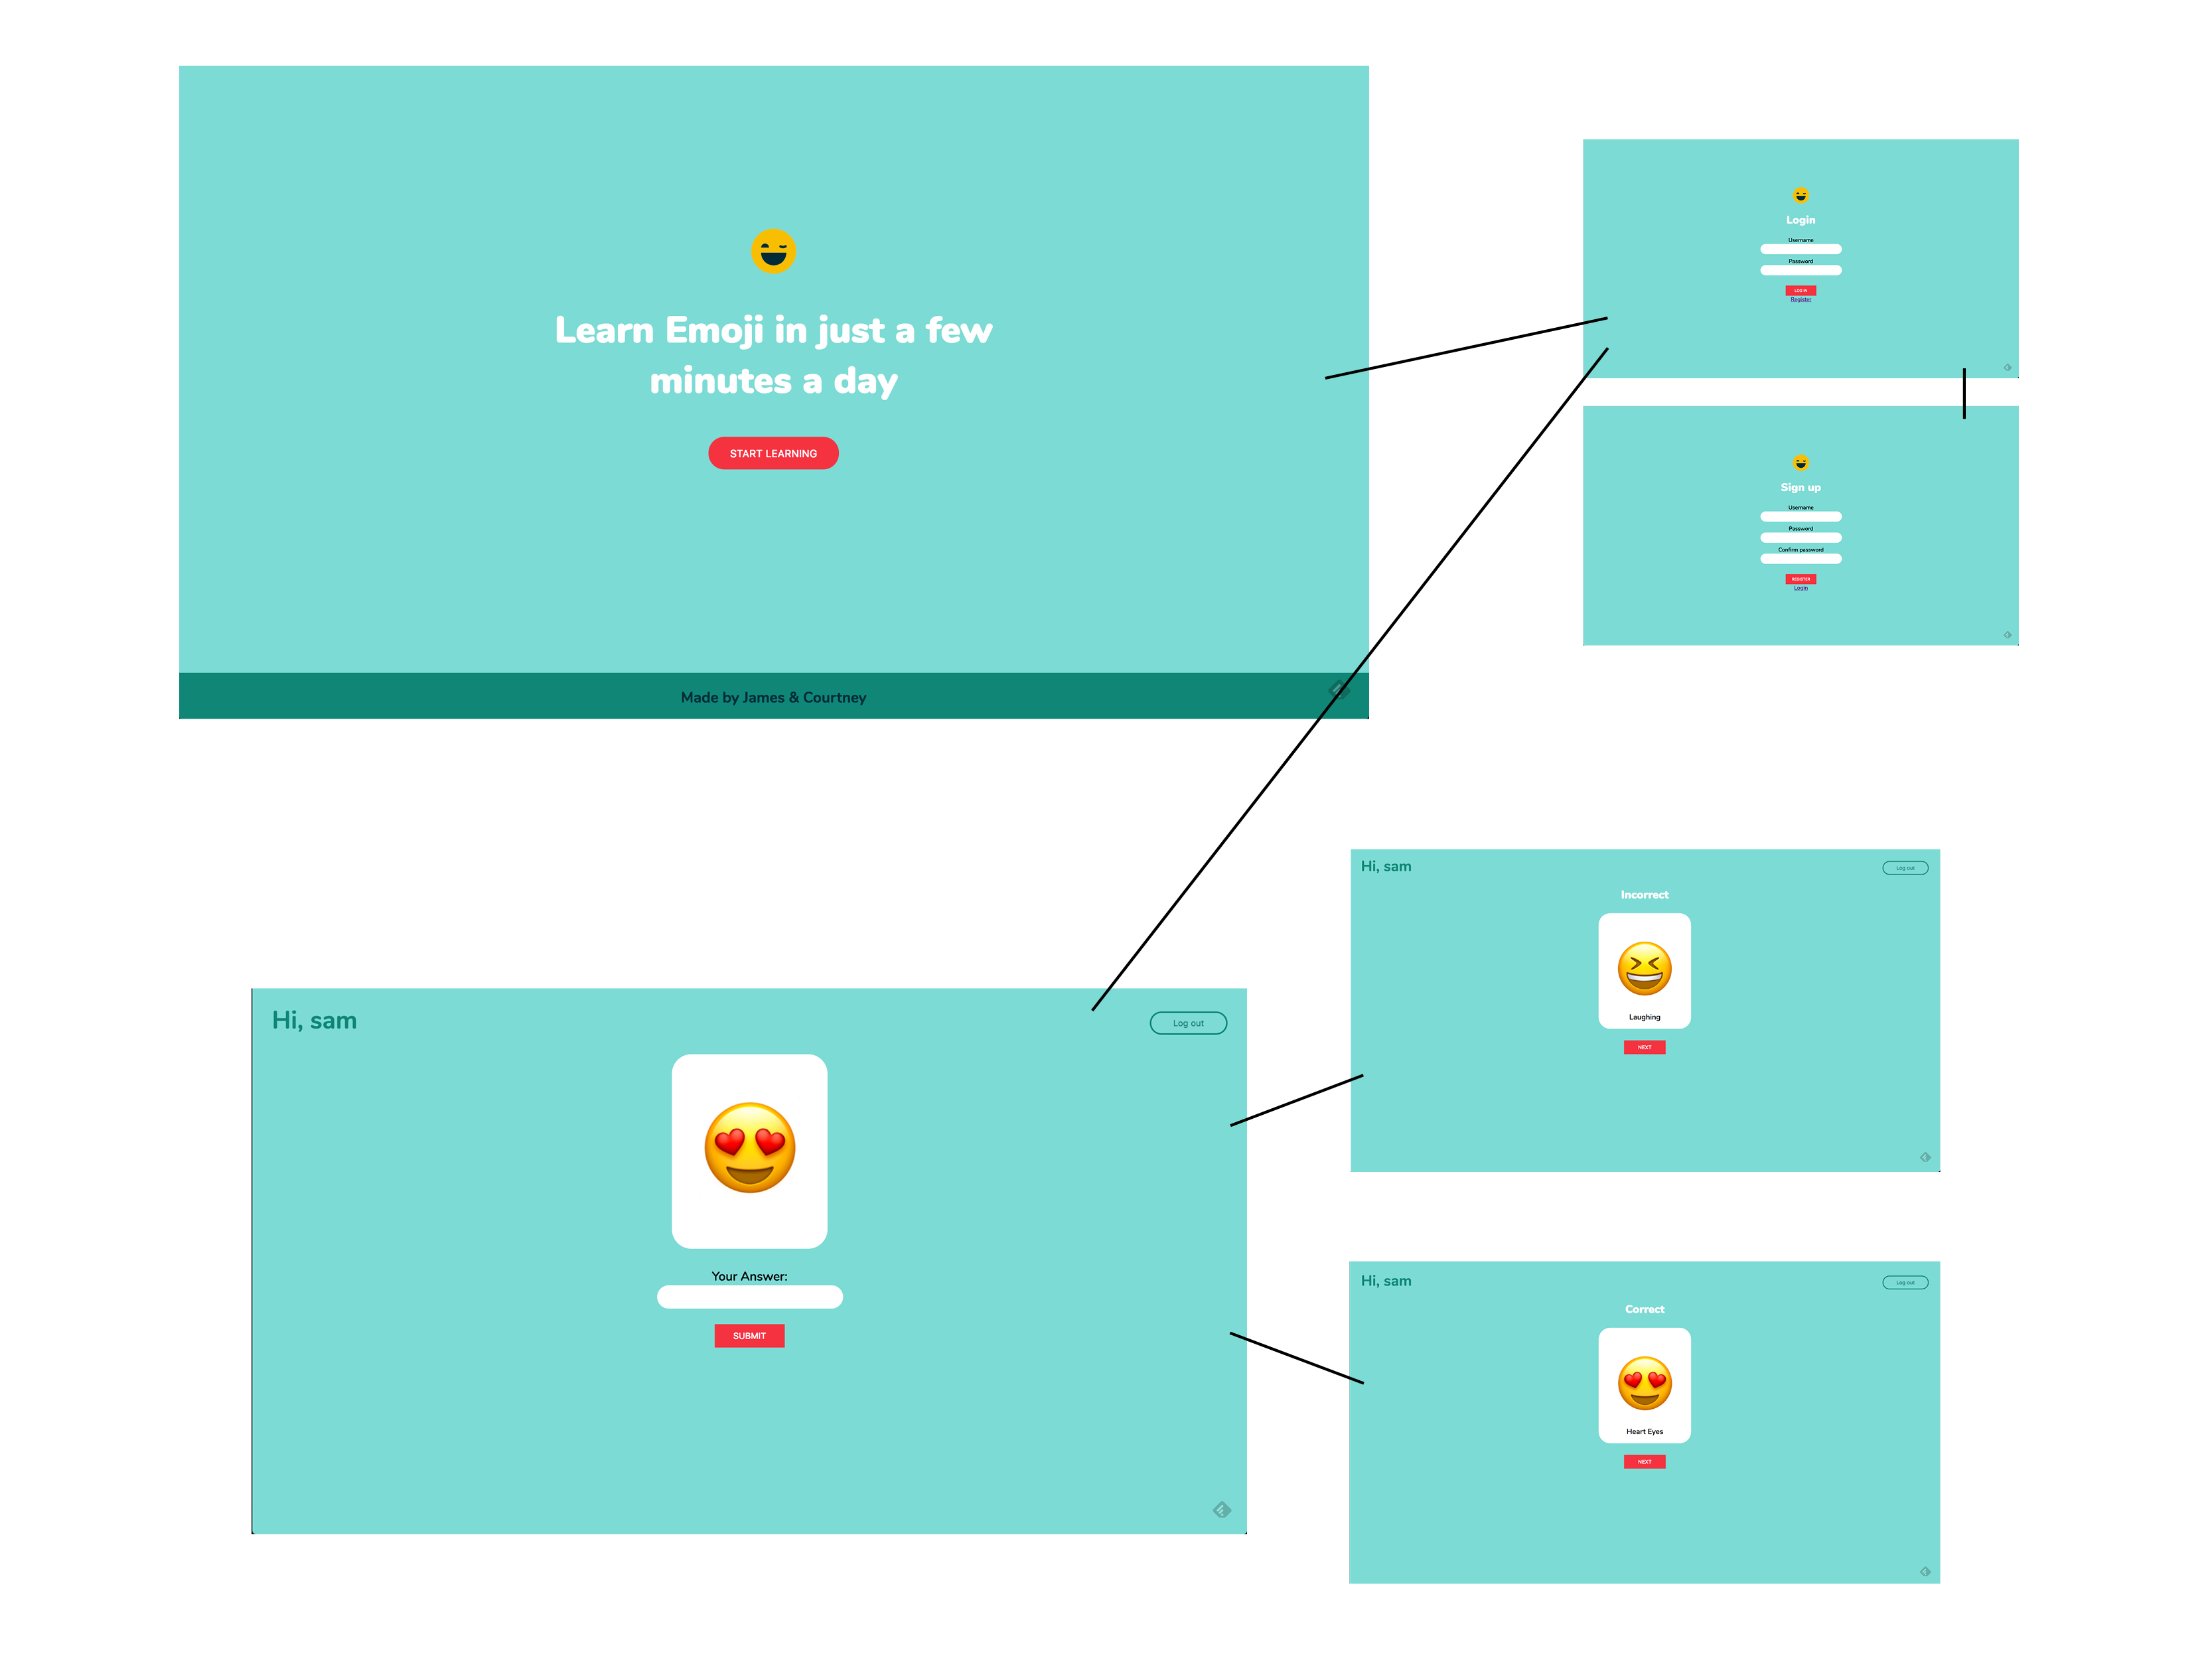 Learn Emoji in just a few
minutes a day
START LEARNING
Made by James & Courtney
Login
Username
Password
LOG IN
Register
Sign up
Username
Password
Confirm password
REGISTER
Login
Hi, sam
Log out
Your Answer:
SUBMIT
Hi, sam
Log out
Incorrect
Laughing
NEXT
Hi, sam
Log out
Correct
Heart Eyes
NEXT